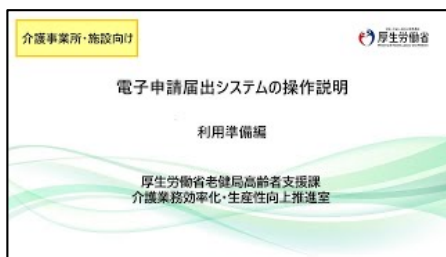 介護事業所・施設向け
厚生労働省
電子申請届出システムの操作説明
利用準備編
厚生労働省老健局高齢者支援課
介護業務効率化・生産性向上推進室